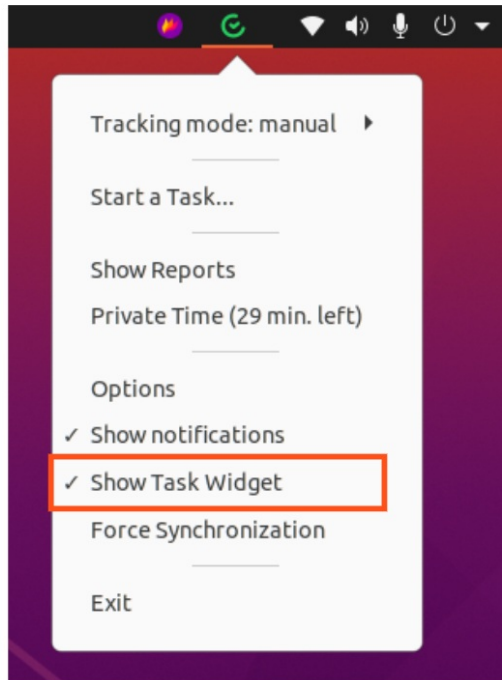 Tracking mode: manual
Start a Task...
Show Reports
Private Time (29 min. left)
Options
✓ Show notifications
✓ Show Task Widget
Force Synchronization
Exit